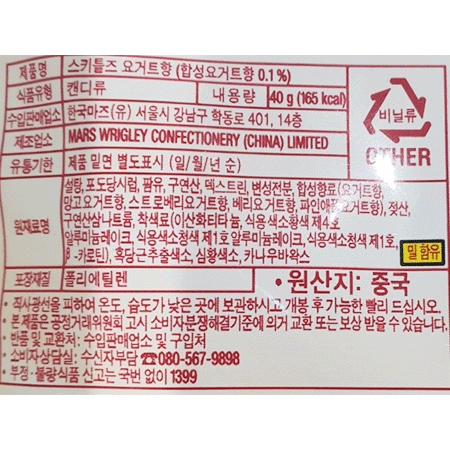 제품명 스키틀즈 요거트향 (합성요거트향 0.1%)
식품유형 캔디류 내용량 40 g (165 kcal)
수입판매업소 한국마즈(유) 서울시 강남구 학동로 401, 14층
제조업소 MARS WRIGLEY CONFECTIONERY (CHINA) LIMITED
유통기한 제품 밑면 별도표시 (일/월/년 순)
비닐류
OTHER
원재료명 설탕, 포도당시럽, 팜유, 구연산, 덱스트린, 변성전분, 합성향료(요거트향,
망고요거트향, 스트로베리요거트향, 베리요거트향, 파인애플요거트향), 젖산,
구연산삼나트륨, 착색료(이산화티타늄, 식용색소황색 제4호
알루미늄레이크, 식용색소청색 제1호 알루미늄레이크, 식용색소청색 제1호,
β-카로틴), 홍당근추출색소, 심황색소, 카나우바왁스
밀 함유
포장재질 폴리에틸렌
• 원산지: 중국
• 직사광선을 피하여 온도, 습도가 낮은 곳에 보관하시고 개봉 후 가능한 빨리 드십시오.
• 본 제품은 공정거래위원회 고시 소비자분쟁해결기준에 의거 교환 또는 보상 받을 수 있습니다.
• 반품 및 교환처: 수입판매업소 및 구입처
• 소비자상담실: 수신자부담 ☎080-567-9898
• 부정·불량식품 신고는 국번 없이 1399